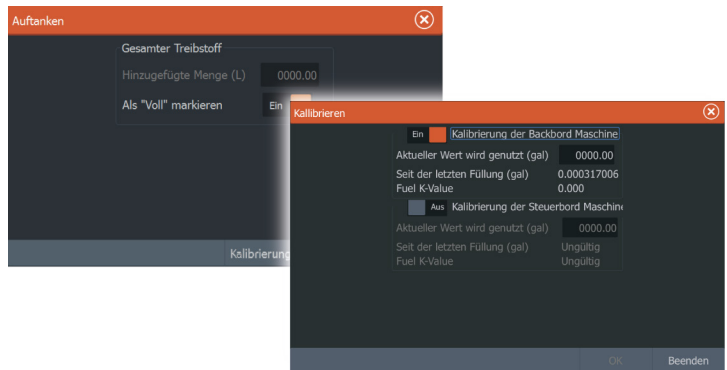 Auftanken
Gesamter Treibstoff
Hinzugefügte Menge (L) 0000.00
Als "Voll" markieren Ein
Kalibrierung
Kallibrieren
Ein Kalibrierung der Backbord Maschine
Aktueller Wert wird genutzt (gal) 0000.00
Seit der letzten Füllung (gal) 0.000317006
Fuel K-Value 0.000
Aus Kalibrierung der Steuerbord Maschine
Aktueller Wert wird genutzt (gal) 0000.00
Seit der letzten Füllung (gal) Ungültig
Fuel K-Value Ungültig
OK Beenden